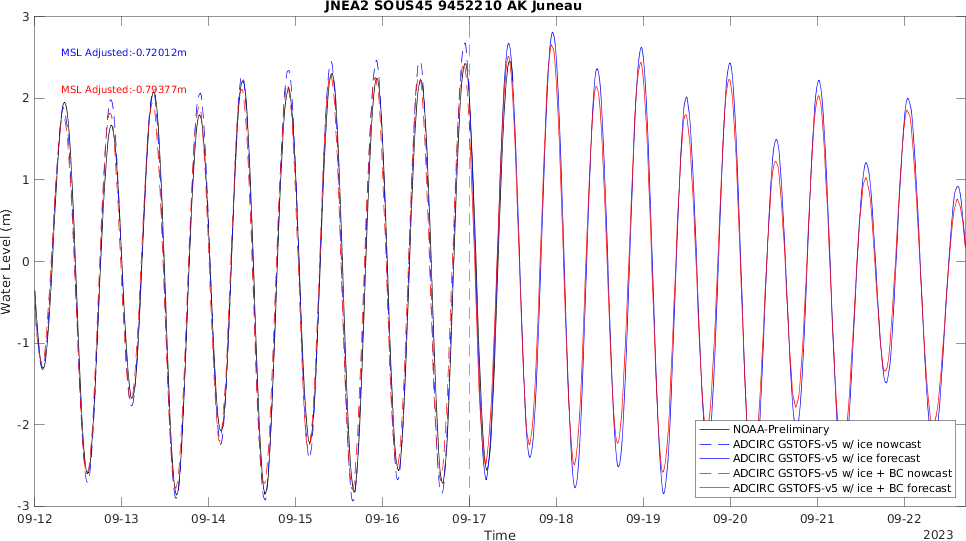 JNEA2 SOUS45 9452210 AK Juneau
MSL Adjusted:-0.72012m
MSL Adjusted:-0.79377m
Water Level (m)
3
2
1
0
-1
-2
-3
09-12 09-13 09-14 09-15 09-16 09-17 09-18 09-19 09-20 09-21 09-22
Time
2023
NOAA-Preliminary
ADCIRC GSTOFS-v5 w/ ice nowcast
ADCIRC GSTOFS-v5 w/ ice forecast
ADCIRC GSTOFS-v5 w/ ice + BC nowcast
ADCIRC GSTOFS-v5 w/ ice + BC forecast